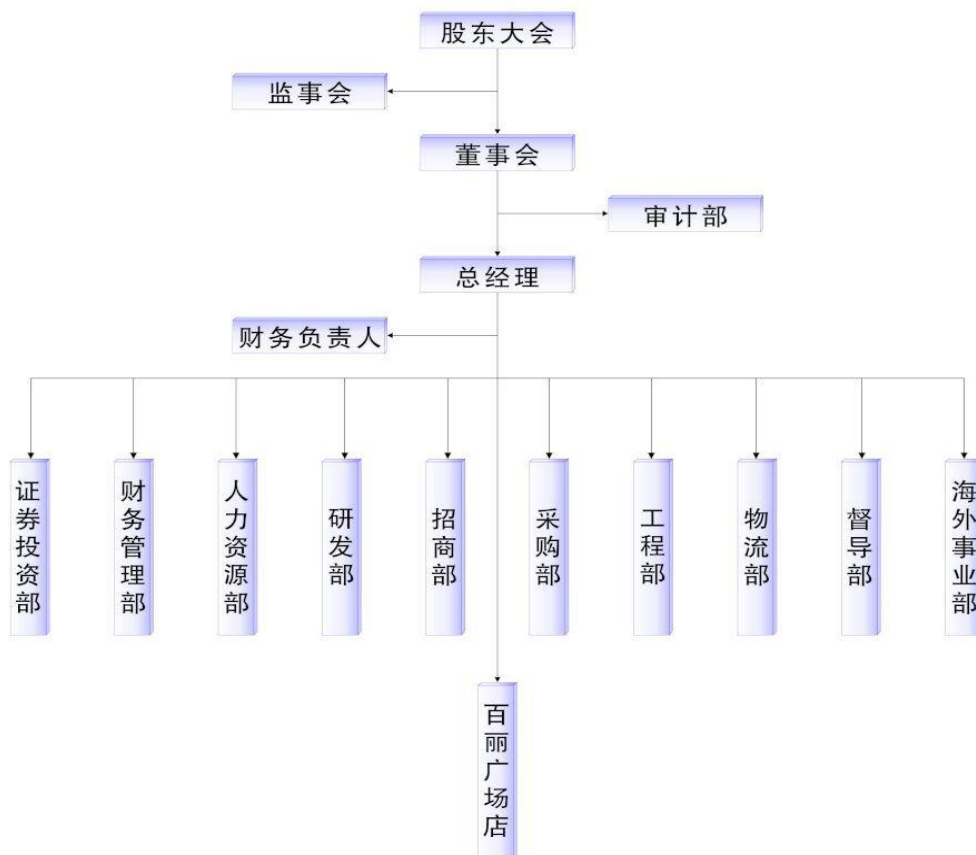 股东大会
监事会
董事会
审计部
总经理
财务负责人
证券投资部
财务管理部
人力资源部
研发部
招商部
采购部
工程部
物流部
督导部
海外事业部
百丽广场店